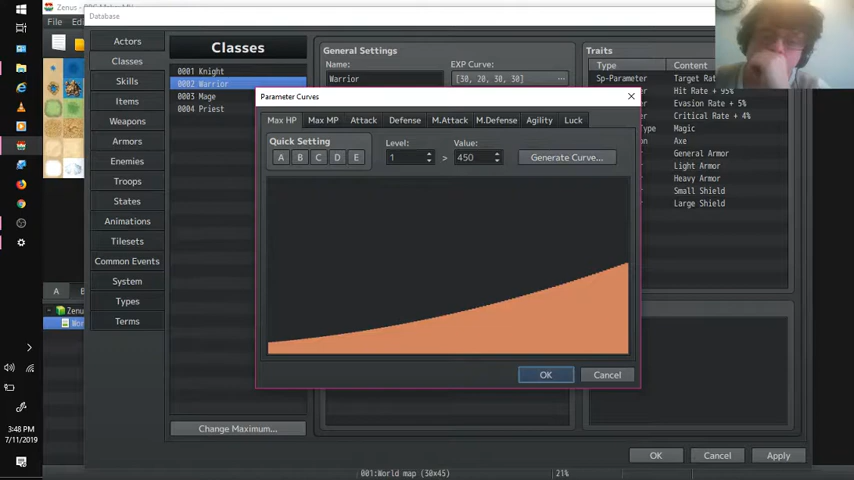 Zenus
Database
File
Ed
Actors
Classes
Skills
Items
Weapons
Armors
Enemies
Troops
States
Animations
Tilesets
Common Events
System
Types
Terms
Classes
0001 Knight
0002 Warrior
0003 Mage
0004 Priest
Change Maximum...
General Settings
Name:
EXP Curve:
Warrior
[30, 20, 30, 30]
...
Traits
Type
Content
Sp-Parameter
Target Rat
Hit Rate + 95%
Evasion Rate + 5%
Critical Rate + 4%
Type
Magic
Axe
General Armor
Light Armor
Heavy Armor
Small Shield
Large Shield
Parameter Curves
Max HP
Max MP
Attack
Defense
M.Attack
M.Defense
Agility
Luck
Quick Setting
A B C D E
Level:
1
>
Value:
450
Generate Curve...
OK
Cancel
A
B
Zenu
Wor
OK
Cancel
Apply
001:World map (30x45)
21%
3:48 PM
7/11/2019